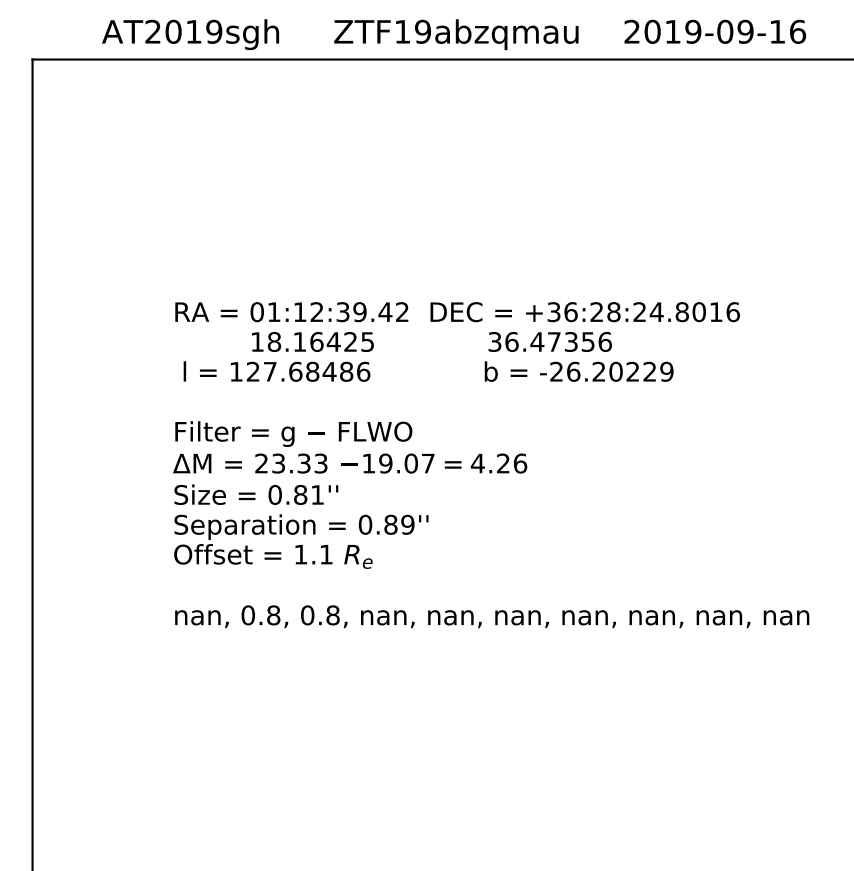 AT2019sgh ZTF19abzqmau 2019-09-16
RA = 01:12:39.42 DEC = +36:28:24.8016
18.16425 36.47356
l = 127.68486 b = -26.20229
Filter = g − FLWO
ΔM = 23.33 −19.07 = 4.26
Size = 0.81''
Separation = 0.89''
Offset = 1.1 Re
nan, 0.8, 0.8, nan, nan, nan, nan, nan, nan, nan